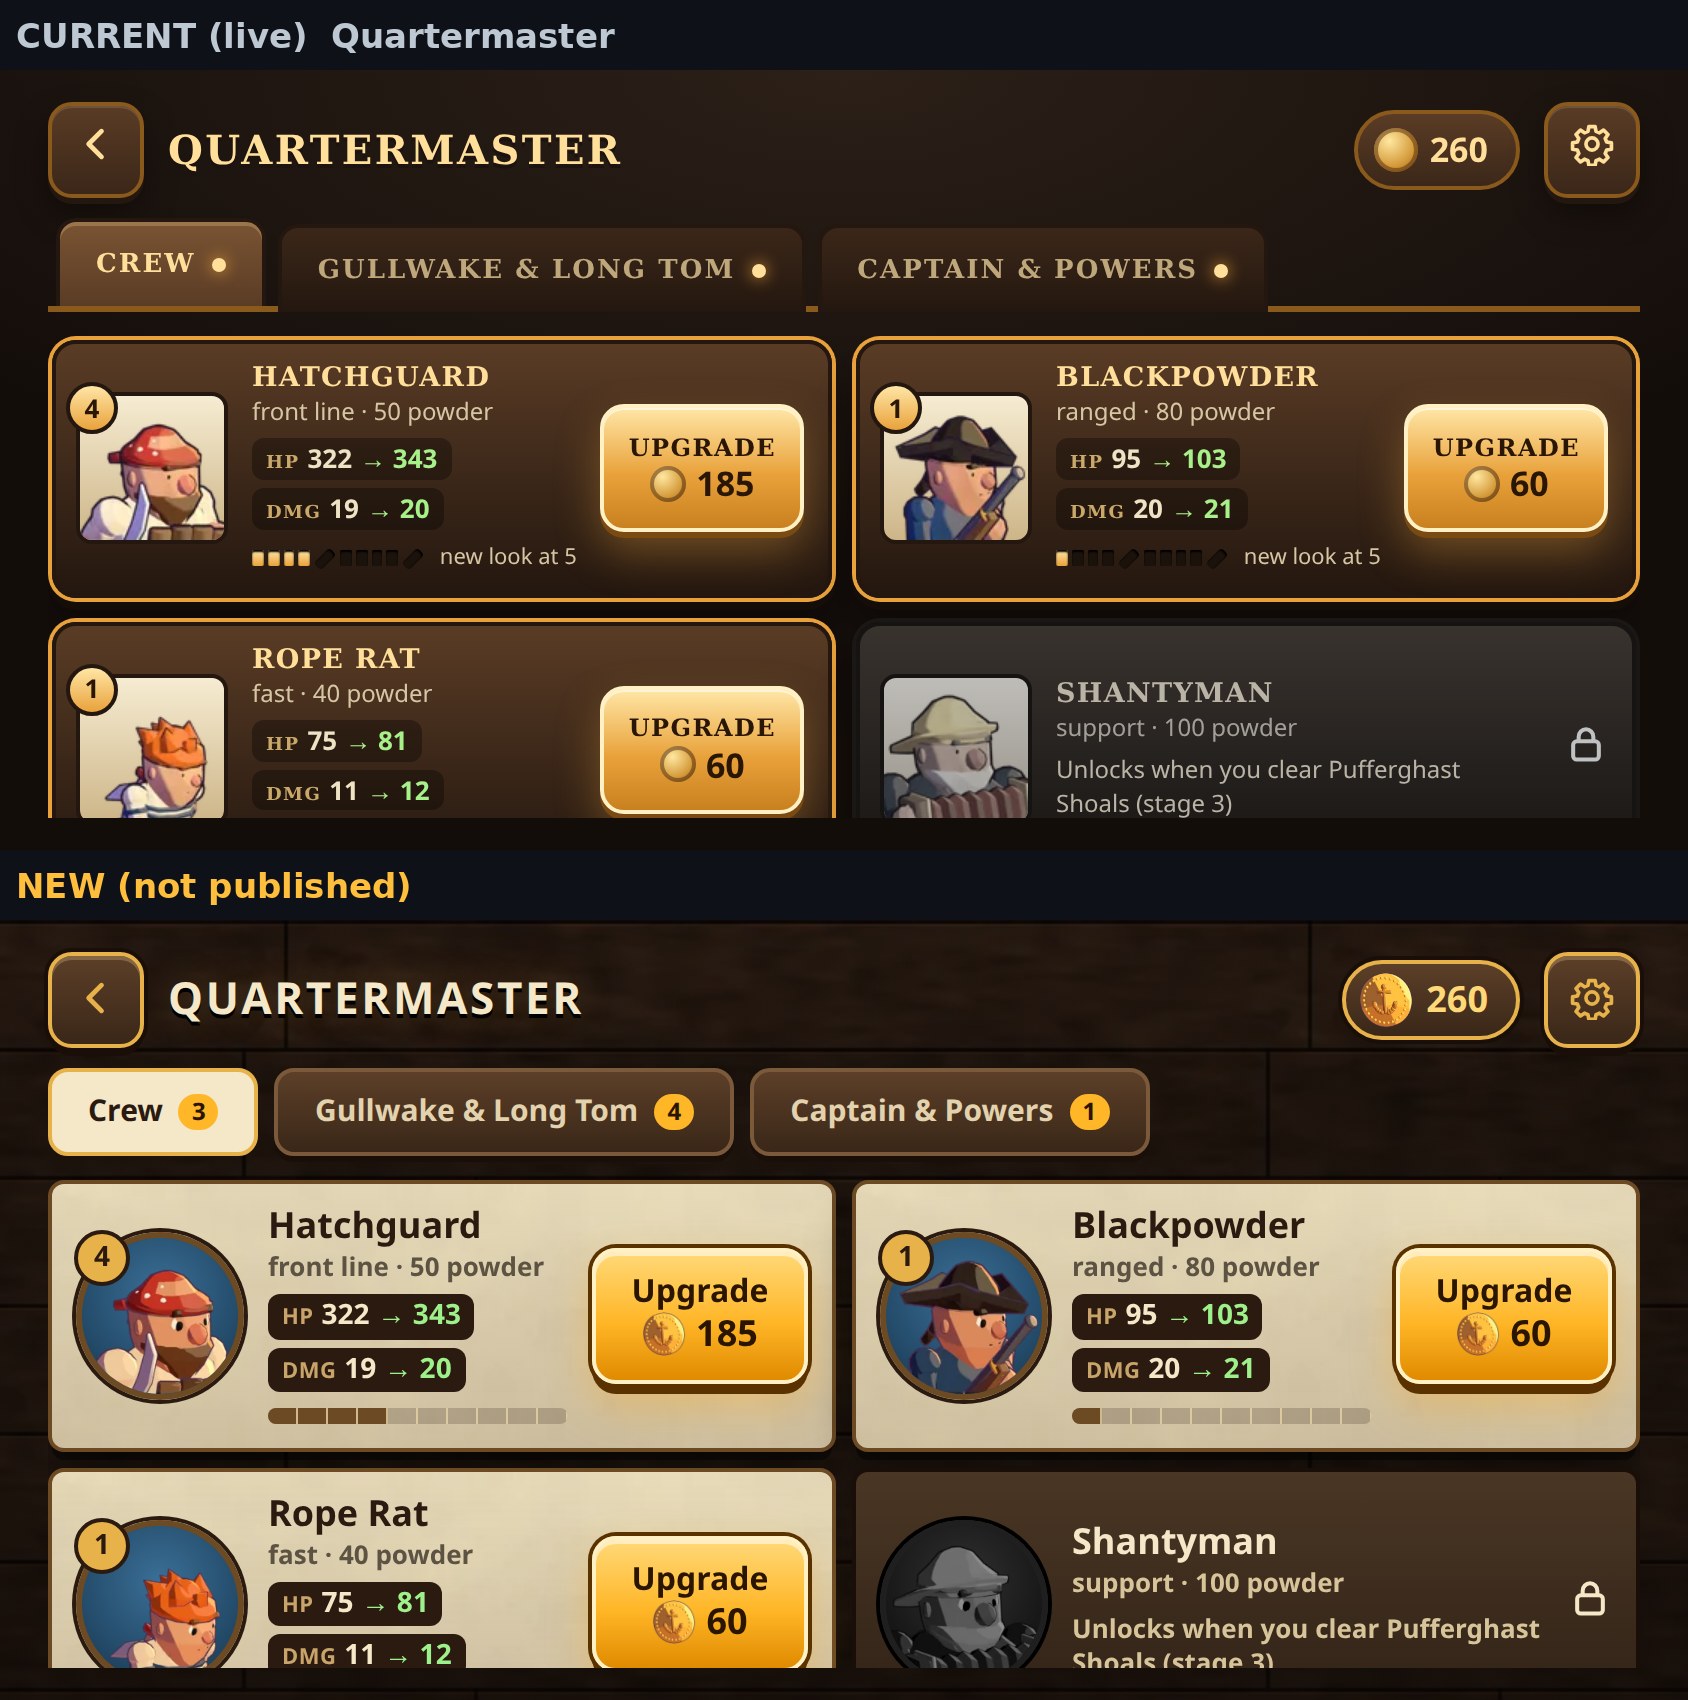 CURRENT (live) Quartermaster
QUARTERMASTER
260
CREW
GULLWAKE & LONG TOM
CAPTAIN & POWERS
4
HATCHGUARD
front line · 50 powder
HP 322 → 343
DMG 19 → 20
new look at 5
UPGRADE
185
1
BLACKPOWDER
ranged · 80 powder
HP 95 → 103
DMG 20 → 21
new look at 5
UPGRADE
60
1
ROPE RAT
fast · 40 powder
HP 75 → 81
DMG 11 → 12
UPGRADE
60
SHANTYMAN
support · 100 powder
Unlocks when you clear Pufferghast
Shoals (stage 3)
NEW (not published)
QUARTERMASTER
260
Crew 3
Gullwake & Long Tom 4
Captain & Powers 1
4
Hatchguard
front line · 50 powder
HP 322 → 343
DMG 19 → 20
Upgrade
185
1
Blackpowder
ranged · 80 powder
HP 95 → 103
DMG 20 → 21
Upgrade
60
1
Rope Rat
fast · 40 powder
HP 75 → 81
DMG 11 → 12
Upgrade
60
Shantyman
support · 100 powder
Unlocks when you clear Pufferghast
Shoals (stage 3)